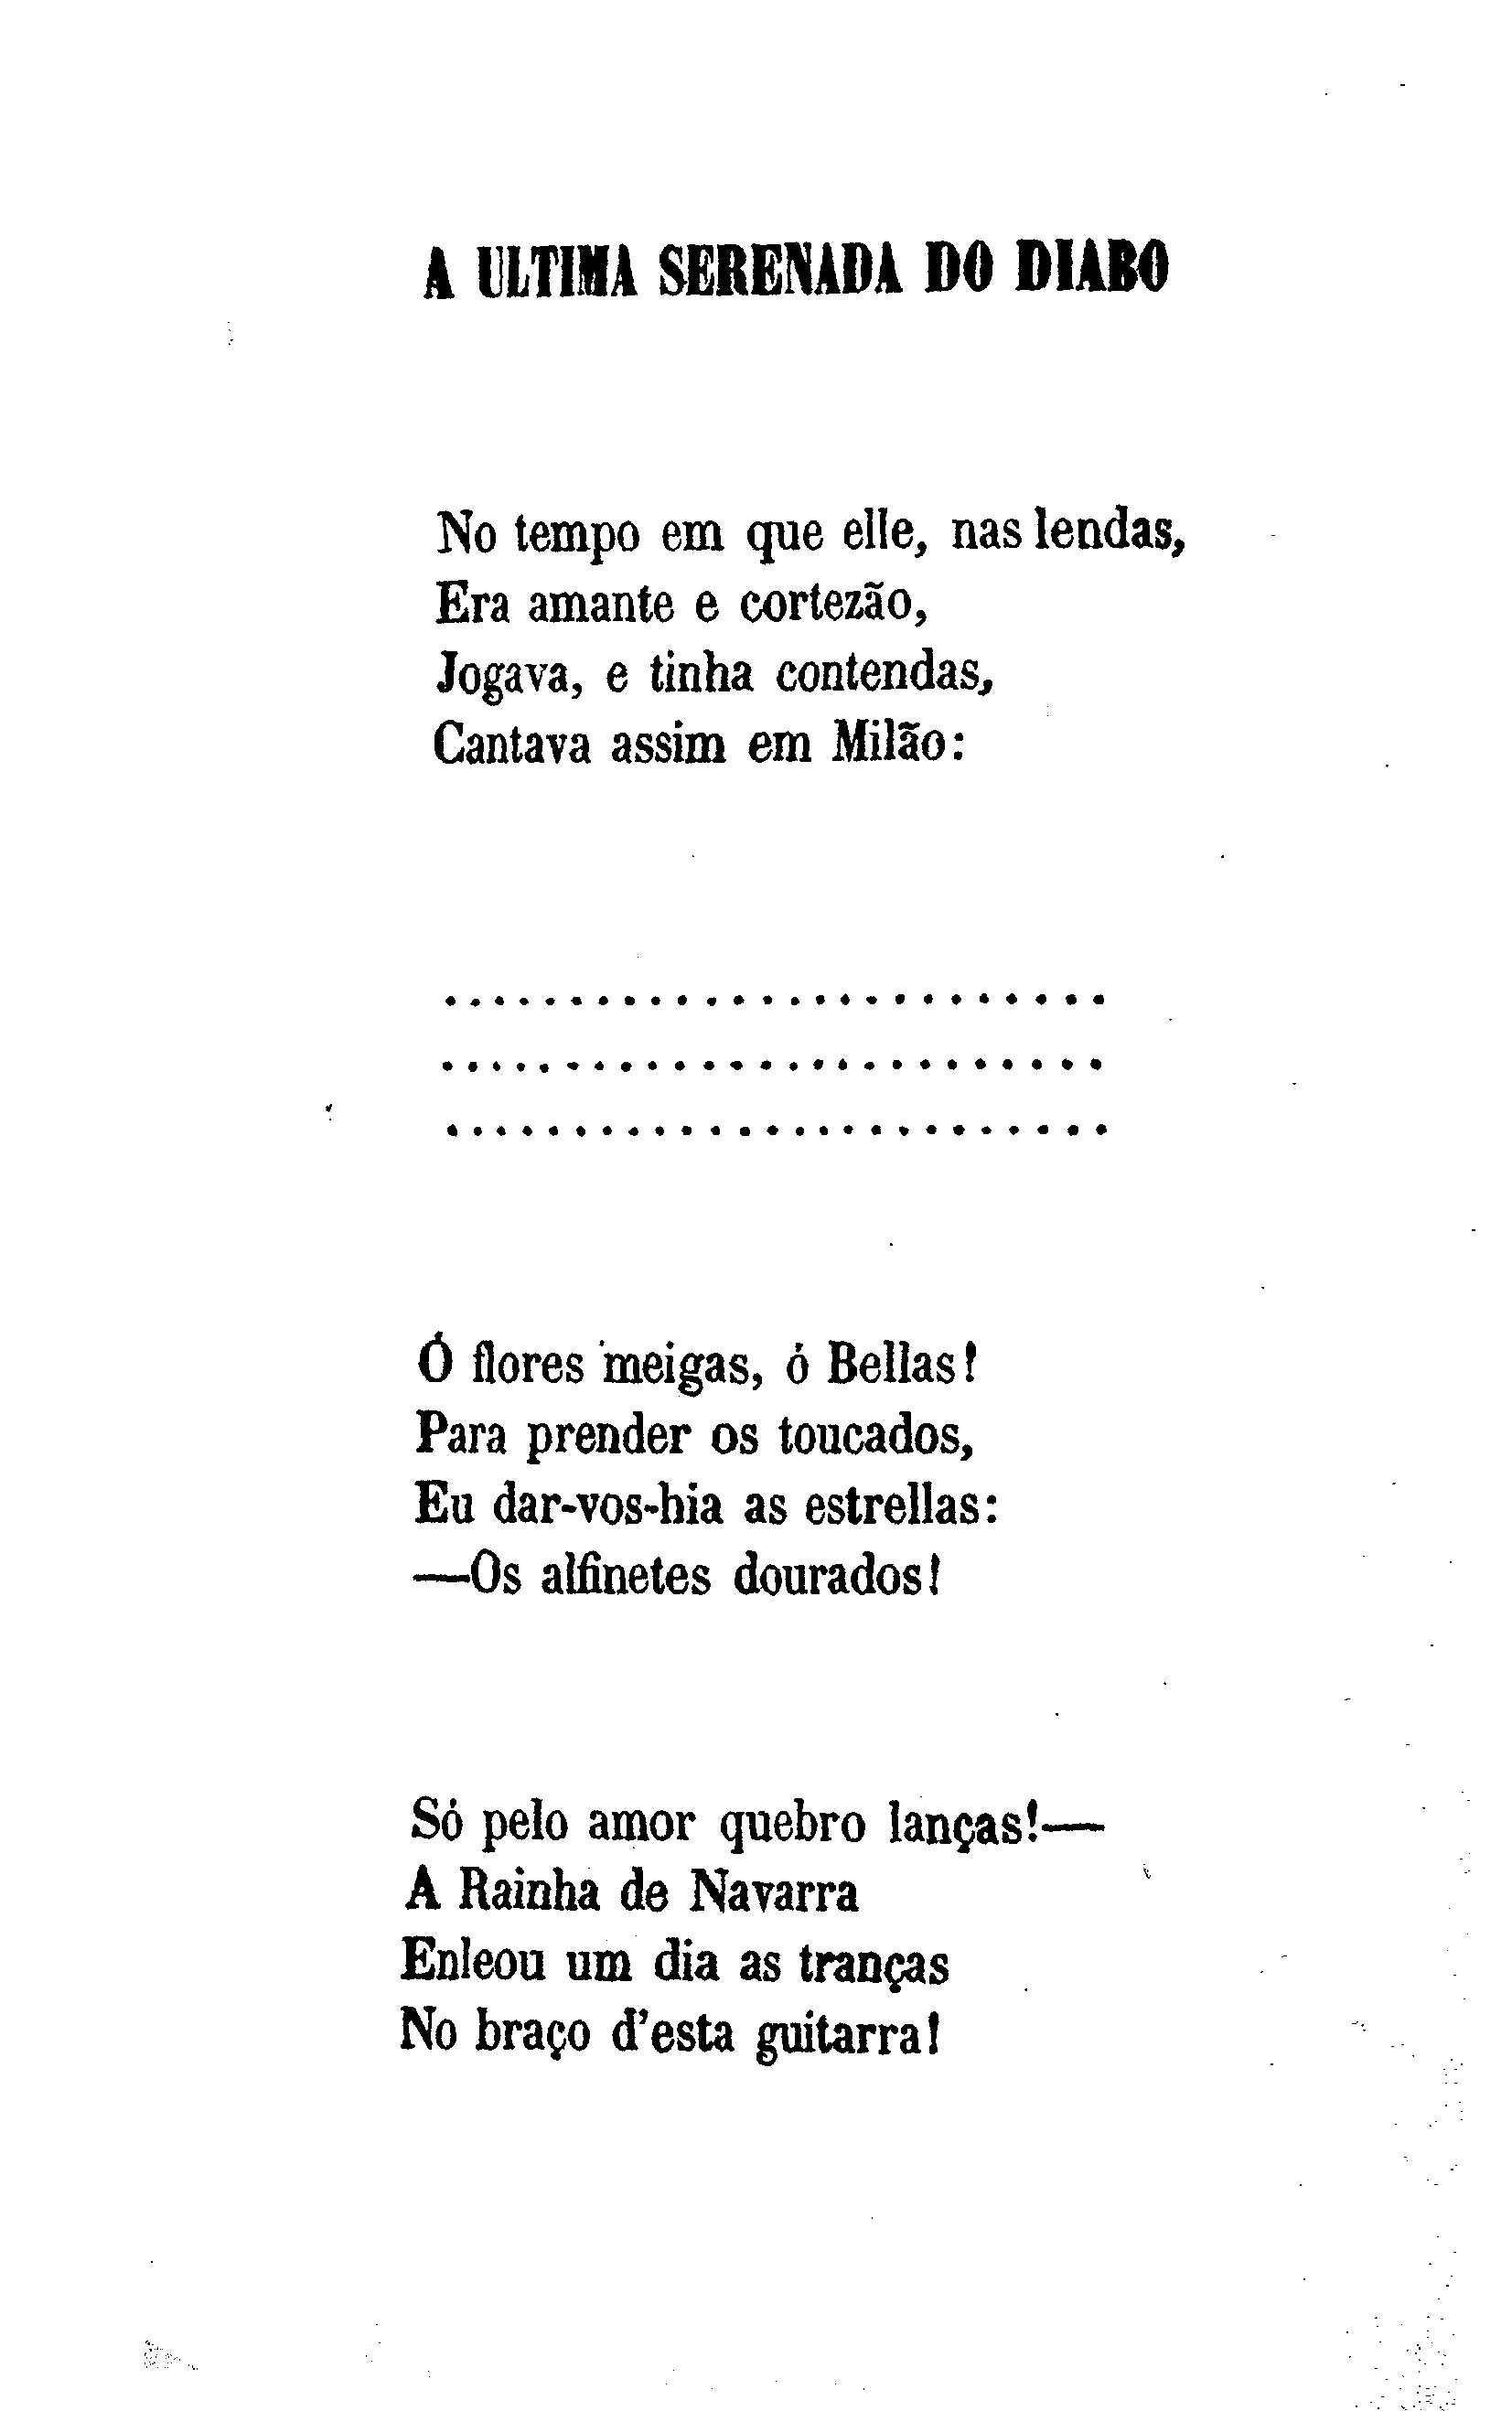 A ULTIMA SERENADA DO DIABO
No tempo em que elle, nas lendas,
Era amante e cortezão,
Jogava, e tinha contendas,
Cantava assim em Milão:
.........................
.........................
.........................
Ó flores meigas, ó Bellas!
Para prender os toucados,
Eu dar-vos-hia as estrellas:
—Os alfinetes dourados!
Só pelo amor quebro lanças!—
A Rainha de Navarra
Enleou um dia as tranças
No braço d'esta guitarra!